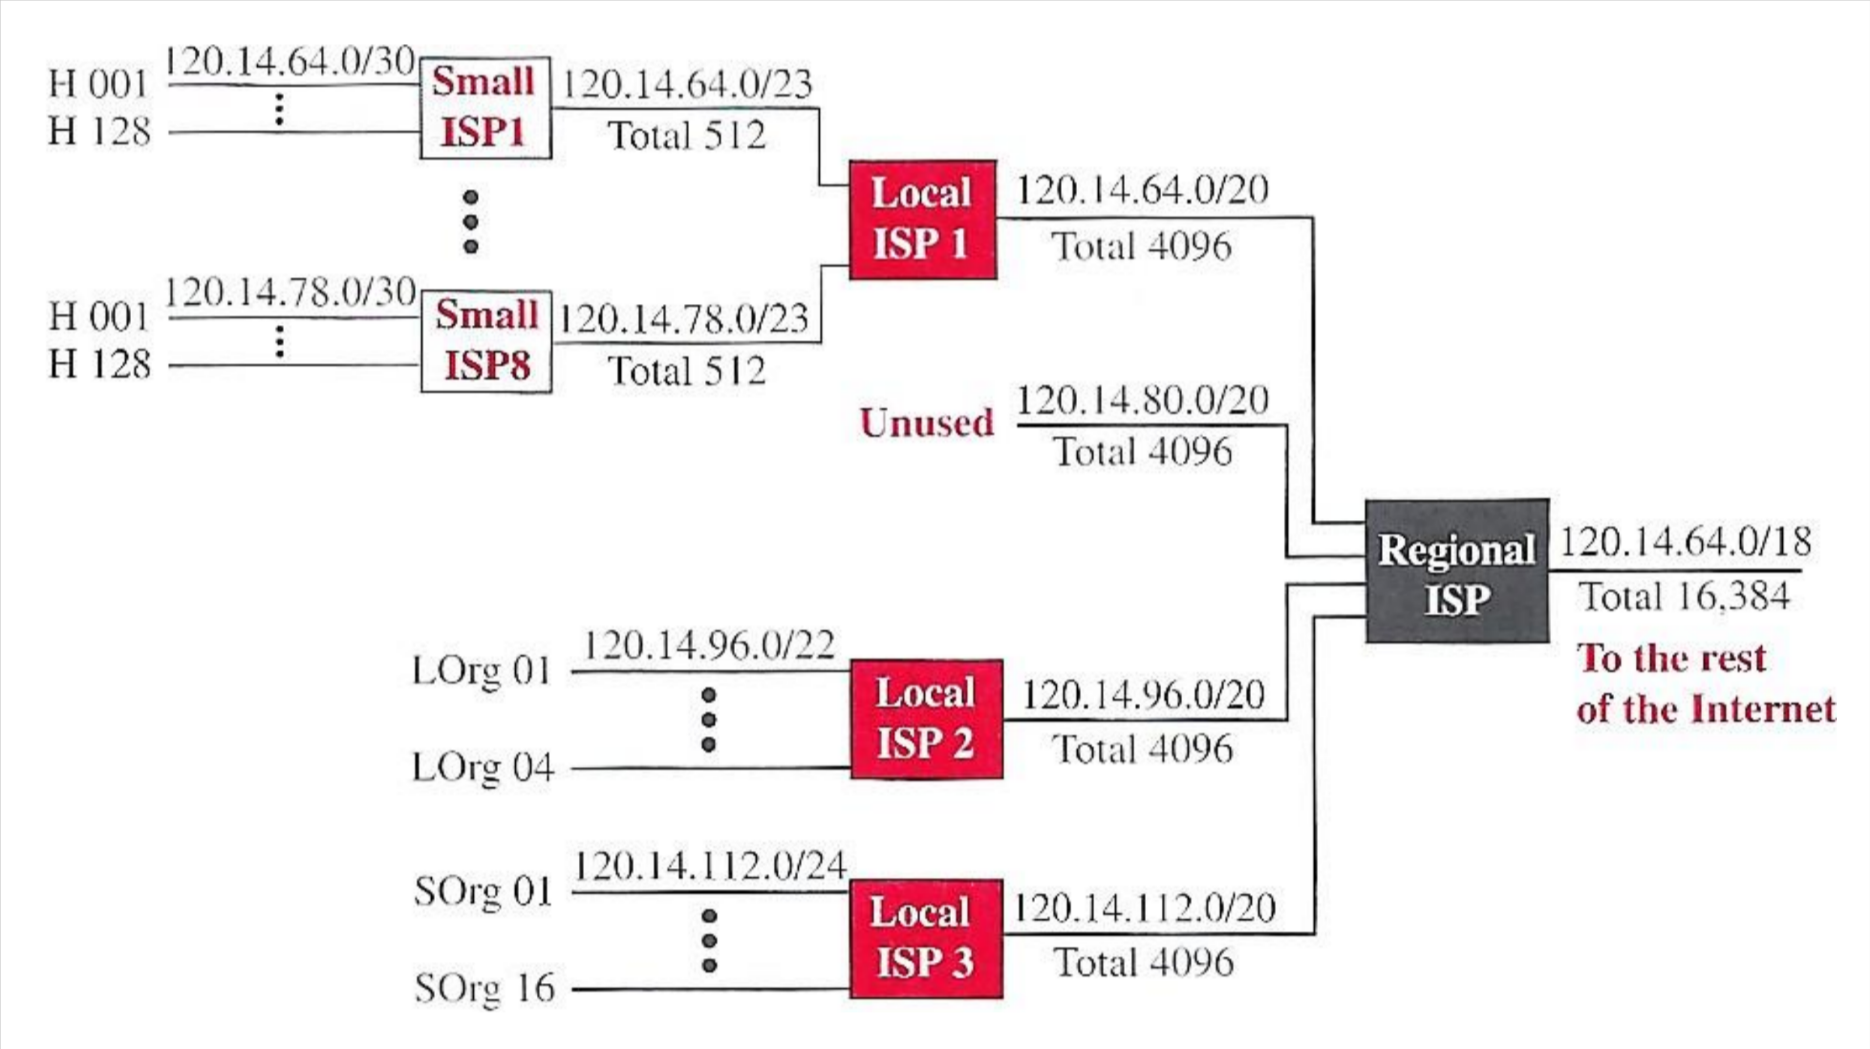 120.14.64.0/30
H 001
H 128
Small
ISP1
120.14.64.0/23
Total 512
120.14.78.0/30
H 001
H 128
Small
ISP8
120.14.78.0/23
Total 512
Local
ISP 1
120.14.64.0/20
Total 4096
Unused
120.14.80.0/20
Total 4096
LOrg 01
120.14.96.0/22
LOrg 04
Local
ISP 2
120.14.96.0/20
Total 4096
SOrg 01
120.14.112.0/24
SOrg 16
Local
ISP 3
120.14.112.0/20
Total 4096
Regional
ISP
120.14.64.0/18
Total 16,384
To the rest
of the Internet